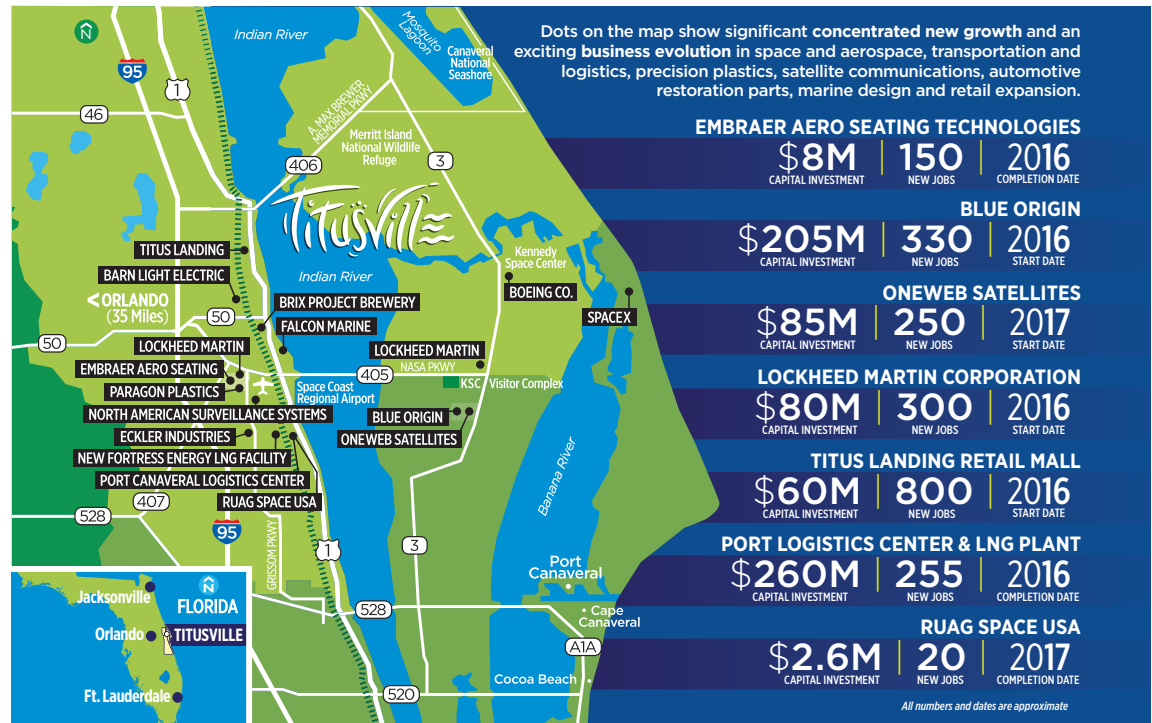 N
Indian River
Mosquito
Lagoon
Canaveral
National
Seashore
95
1
46
A. MAX BREWER
MEMORIAL PKWY
Merritt Island
National Wildlife
Refuge
3
406
Titusville
TITUS LANDING
BARN LIGHT ELECTRIC
Indian River
Kennedy
Space Center
BOEING CO.
SPACEX
< ORLANDO
(35 Miles)
BRIX PROJECT BREWERY
50
FALCON MARINE
50
LOCKHEED MARTIN
LOCKHEED MARTIN
NASA PKWY
EMBRAER AERO SEATING
405
PARAGON PLASTICS
Space Coast
Regional Airport
KSC Visitor Complex
NORTH AMERICAN SURVEILLANCE SYSTEMS
BLUE ORIGIN
ECKLER INDUSTRIES
ONEWEB SATELLITES
NEW FORTRESS ENERGY LNG FACILITY
PORT CANAVERAL LOGISTICS CENTER
407
RUAG SPACE USA
528
95
GRISSOM PKWY
1
3
Banana River
Port
Canaveral
528
Cape
Canaveral
A1A
Cocoa Beach
520
N
Jacksonville
FLORIDA
Orlando
TITUSVILLE
Ft. Lauderdale
Dots on the map show significant concentrated new growth and an
exciting business evolution in space and aerospace, transportation and
logistics, precision plastics, satellite communications, automotive
restoration parts, marine design and retail expansion.
EMBRAER AERO SEATING TECHNOLOGIES
$8M 150 2016
CAPITAL INVESTMENT NEW JOBS COMPLETION DATE
BLUE ORIGIN
$205M 330 2016
CAPITAL INVESTMENT NEW JOBS START DATE
ONEWEB SATELLITES
$85M 250 2017
CAPITAL INVESTMENT NEW JOBS START DATE
LOCKHEED MARTIN CORPORATION
$80M 300 2016
CAPITAL INVESTMENT NEW JOBS START DATE
TITUS LANDING RETAIL MALL
$60M 800 2016
CAPITAL INVESTMENT NEW JOBS START DATE
PORT LOGISTICS CENTER & LNG PLANT
$260M 255 2016
CAPITAL INVESTMENT NEW JOBS COMPLETION DATE
RUAG SPACE USA
$2.6M 20 2017
CAPITAL INVESTMENT NEW JOBS COMPLETION DATE
All numbers and dates are approximate